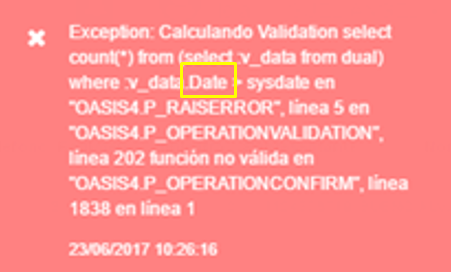 Exception: Calculando Validation select
count(*) from (select :v_data from dual)
where :v_data.Date > sysdate en
"OASIS4.P_RAISERROR", línea 5 en
"OASIS4.P_OPERATIONVALIDATION",
línea 202 función no válida en
"OASIS4.P_OPERATIONCONFIRM", línea
1838 en línea 1
23/06/2017 10:26:16